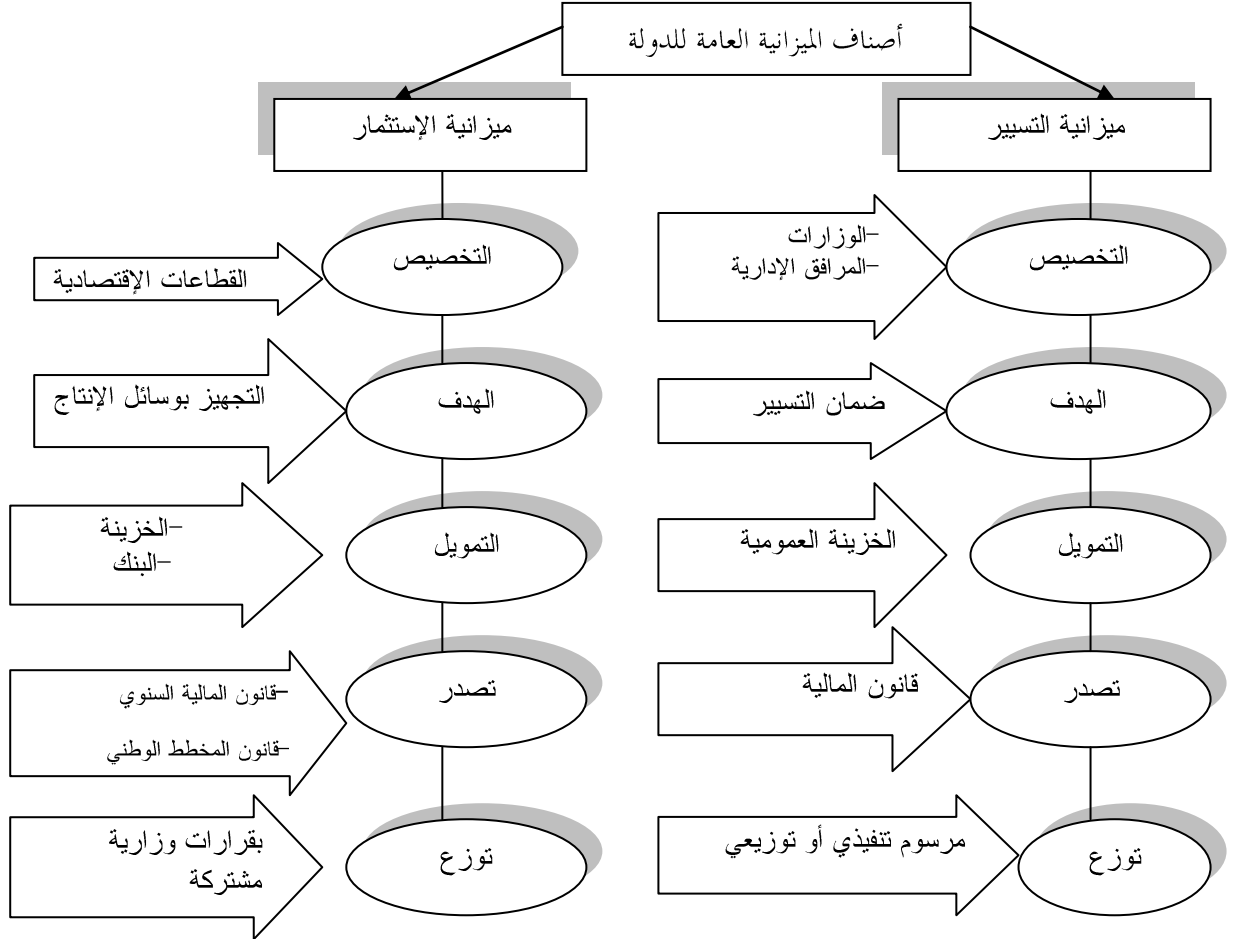 أصناف الميزانية العامة للدولة
ميزانية التسيير
ميزانية الإستثمار
التخصيص
-الوزارات
-المرافق الإدارية
التخصيص
القطاعات الإقتصادية
الهدف
ضمان التسيير
الهدف
التجهيز بوسائل الإنتاج
التمويل
الخزينة العمومية
التمويل
-الخزينة
-البنك
تصدر
قانون المالية
تصدر
-قانون المالية السنوي
-قانون المخطط الوطني
توزع
مرسوم تنفيذي أو توزيعي
توزع
بقرارات وزارية
مشتركة